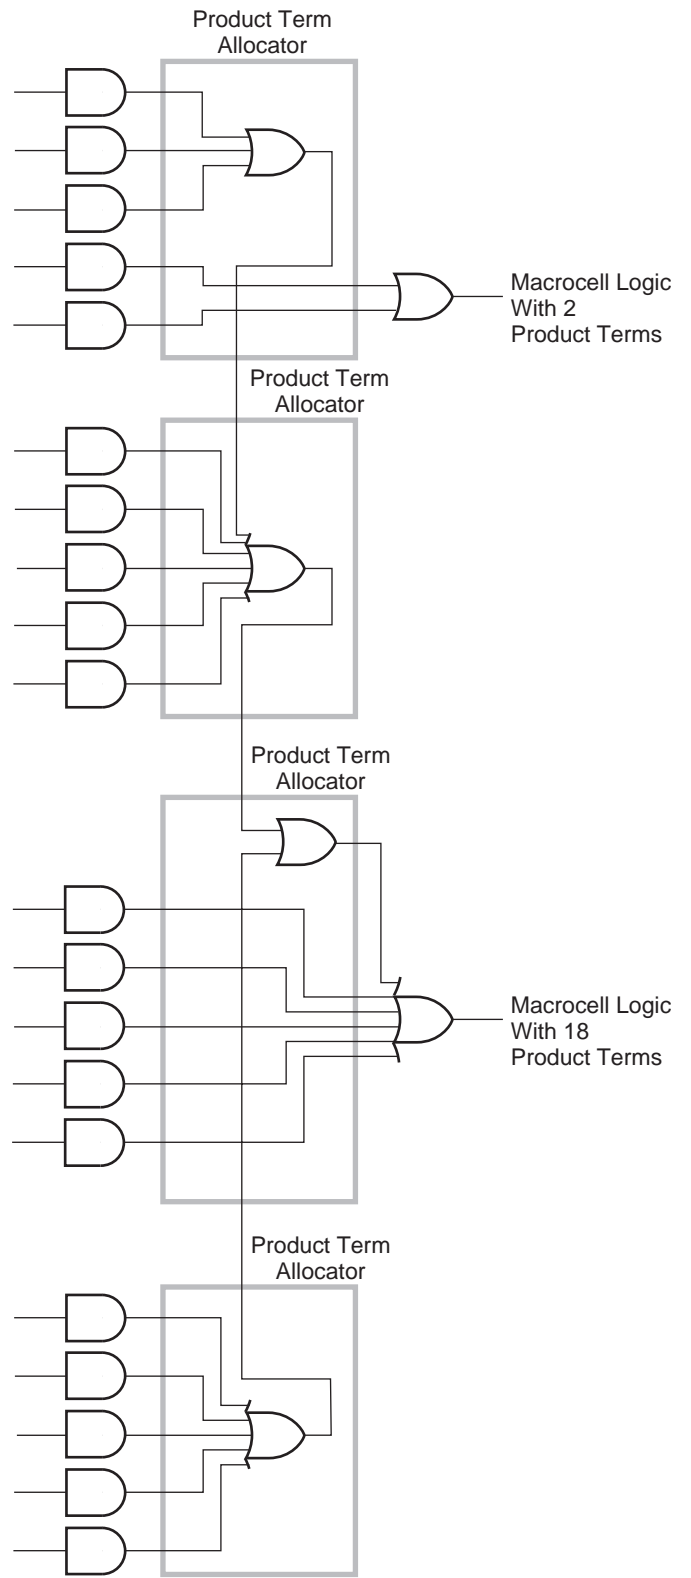 Product Term
Allocator
Macrocell Logic
With 2
Product Terms
Product Term
Allocator
Product Term
Allocator
Macrocell Logic
With 18
Product Terms
Product Term
Allocator